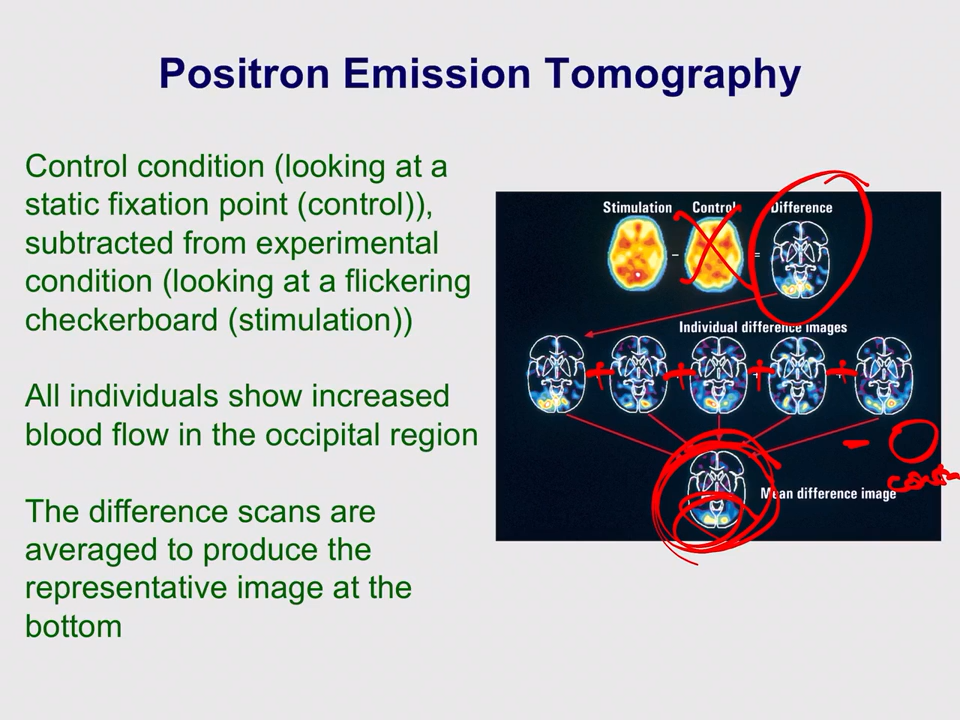 Positron Emission Tomography
Control condition (looking at a
static fixation point (control)),
subtracted from experimental
condition (looking at a flickering
checkerboard (stimulation))
All individuals show increased
blood flow in the occipital region
The difference scans are
averaged to produce the
representative image at the
bottom
Stimulation Control Difference
- =
Individual difference images
+ + + +
- 
Mean difference image